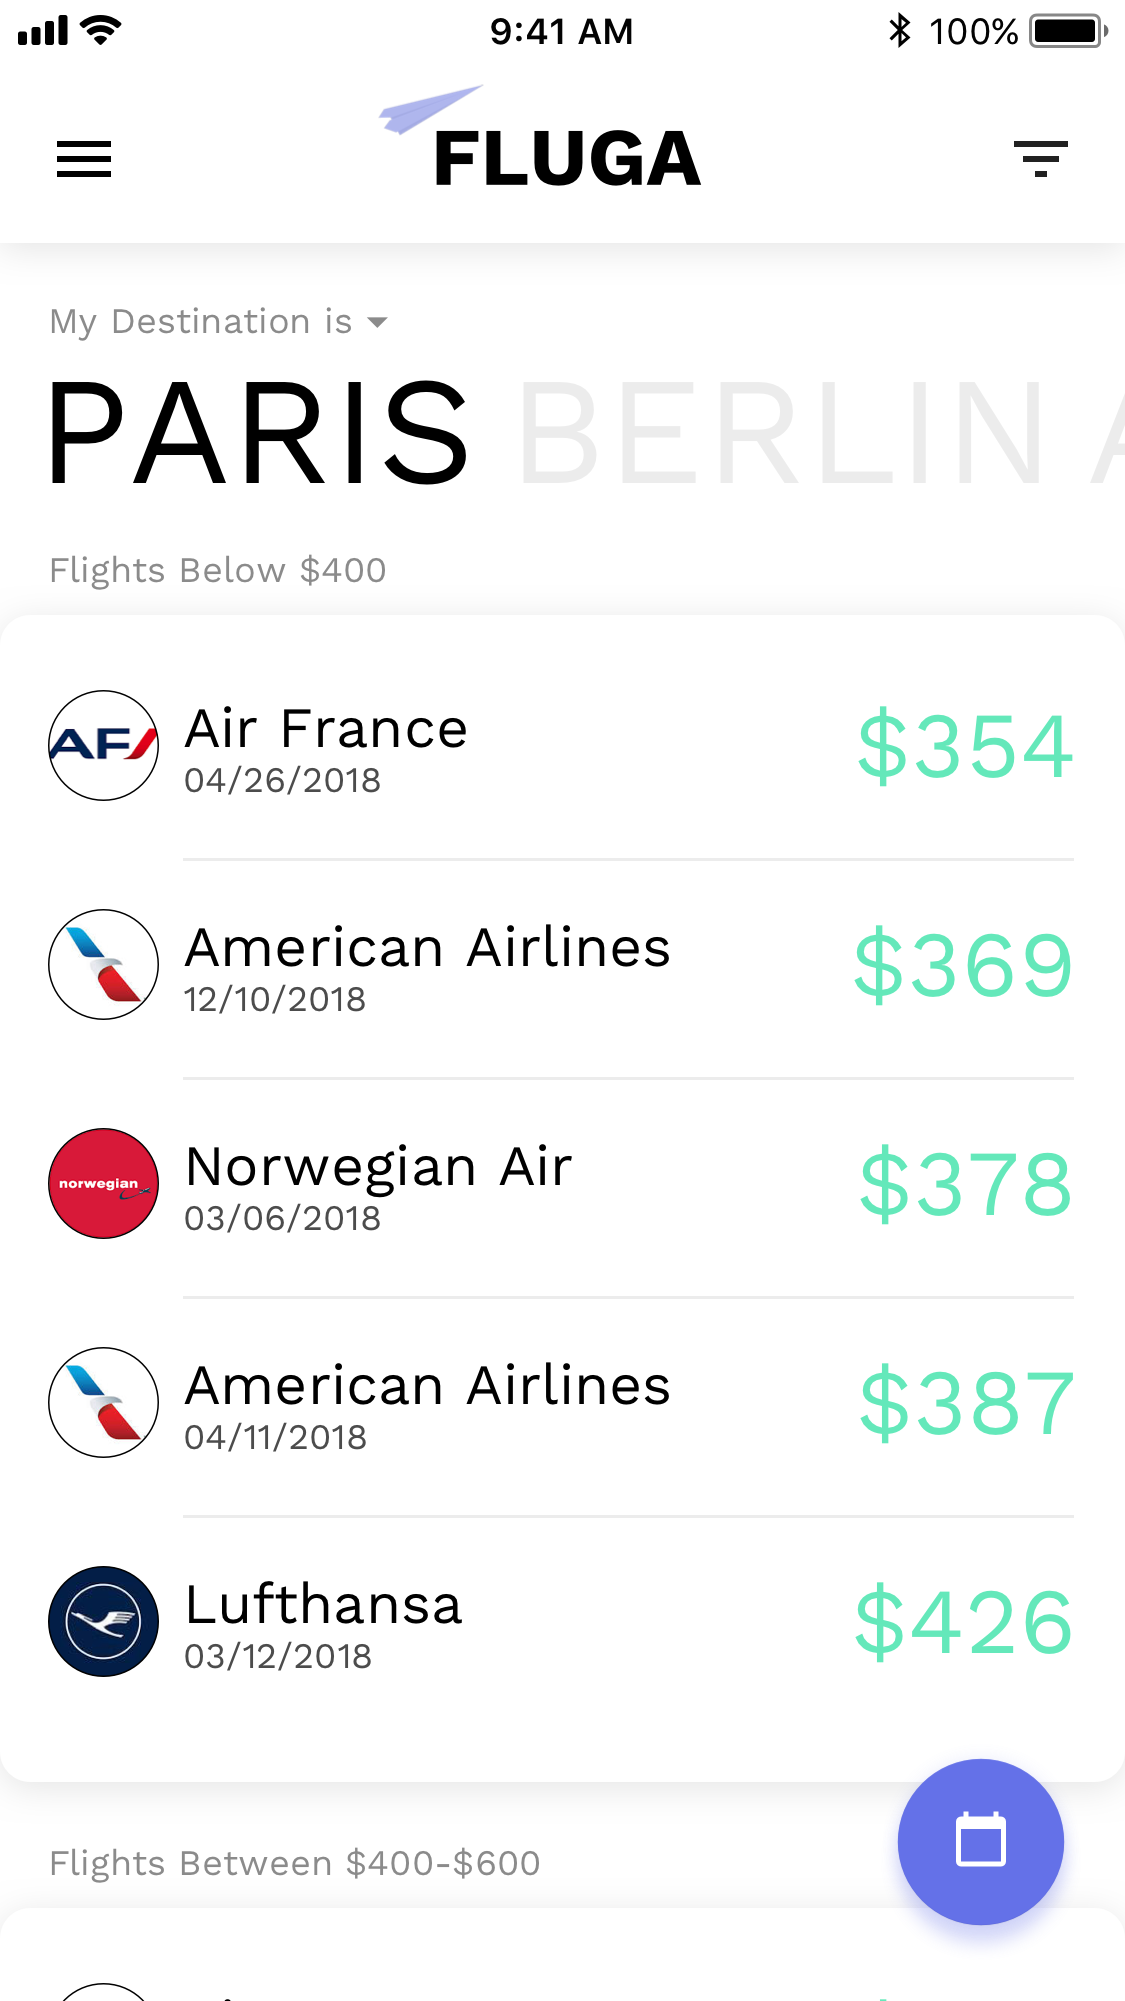 9:41 AM
100%
FLUGA
My Destination is
PARIS BERLIN A
Flights Below $400
AF
Air France
$354
04/26/2018
American Airlines
$369
12/10/2018
norwegian
Norwegian Air
$378
03/06/2018
American Airlines
$387
04/11/2018
Lufthansa
$426
03/12/2018
Flights Between $400-$600